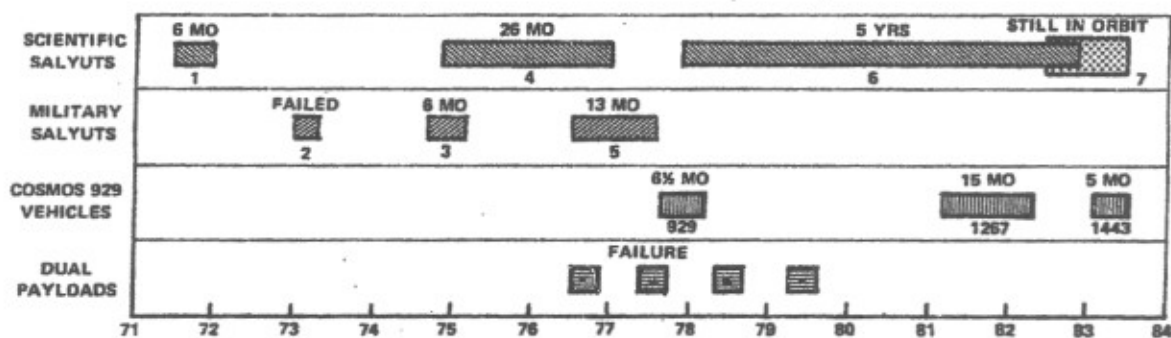 6 MO 26 MO 5 YRS STILL IN ORBIT
SCIENTIFIC
SALYUTS
1 4 6 7
FAILED 6 MO 13 MO
MILITARY
SALYUTS
2 3 5
6½ MO 15 MO 5 MO
COSMOS 929
VEHICLES
929 1267 1443
FAILURE
DUAL
PAYLOADS
71 72 73 74 75 76 77 78 79 80 81 82 83 84